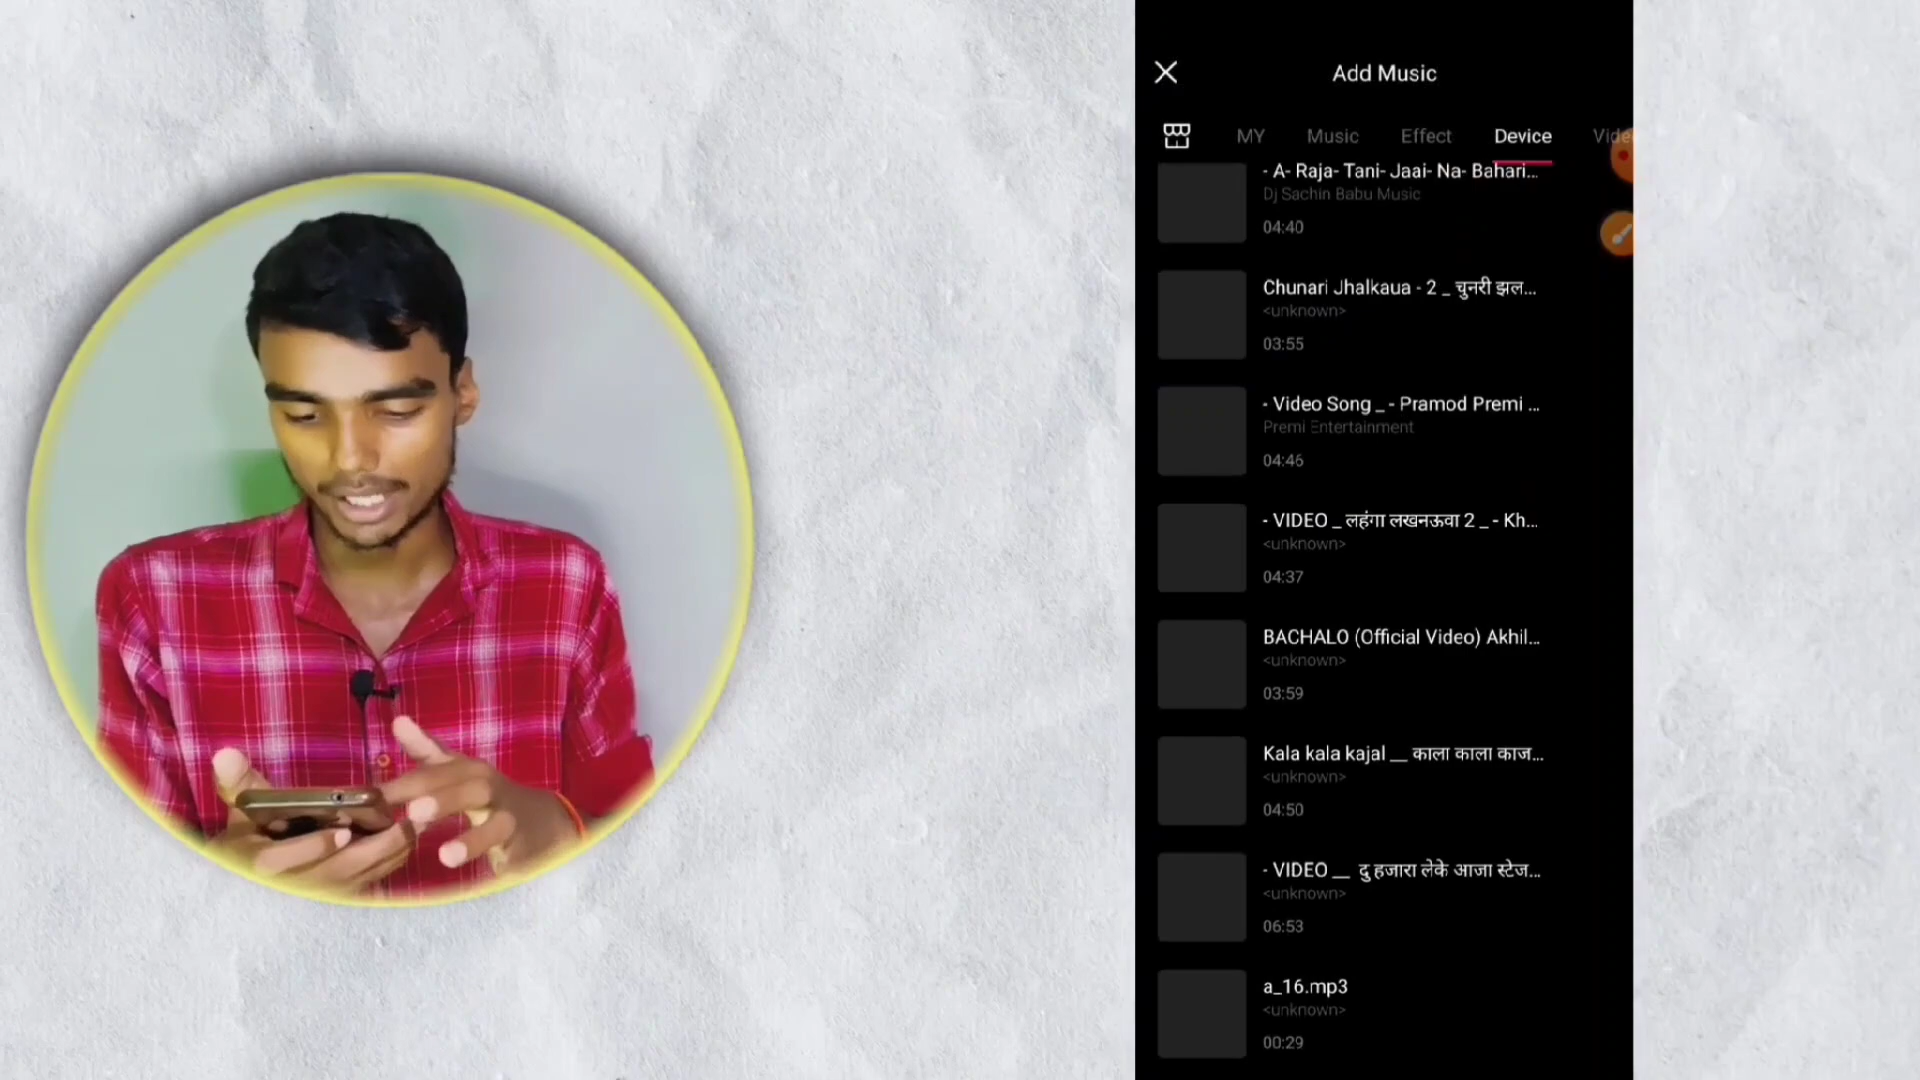 Add Music
MY Music Effect Device Vide
- A- Raja- Tani- Jaai- Na- Bahari...
Dj Sachin Babu Music
04:40
Chunari Jhalkaua - 2 _ चुनरी झल...
<unknown>
03:55
- Video Song _ - Pramod Premi ...
Premi Entertainment
04:46
- VIDEO _ लहंगा लखनऊवा 2 _ - Kh...
<unknown>
04:37
BACHALO (Official Video) Akhil...
<unknown>
03:59
Kala kala kajal __ काला काला काज...
<unknown>
04:50
- VIDEO __ दु हजारा लेके आजा स्टेज...
<unknown>
06:53
a_16.mp3
<unknown>
00:29